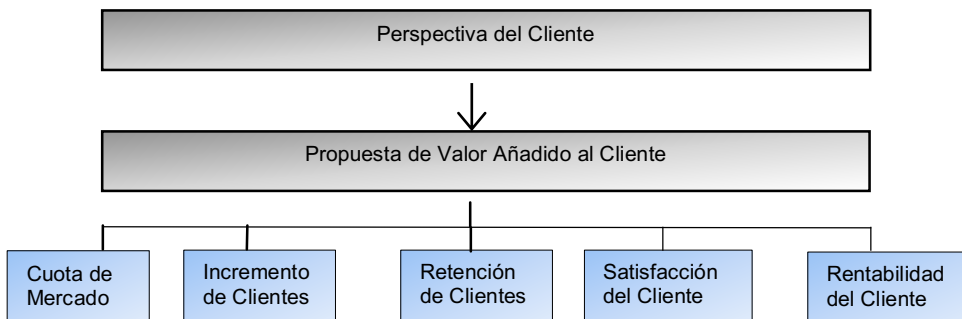 Perspectiva del Cliente
Propuesta de Valor Añadido al Cliente
Cuota de
Mercado
Incremento
de Clientes
Retención
de Clientes
Satisfacción
del Cliente
Rentabilidad
del Cliente